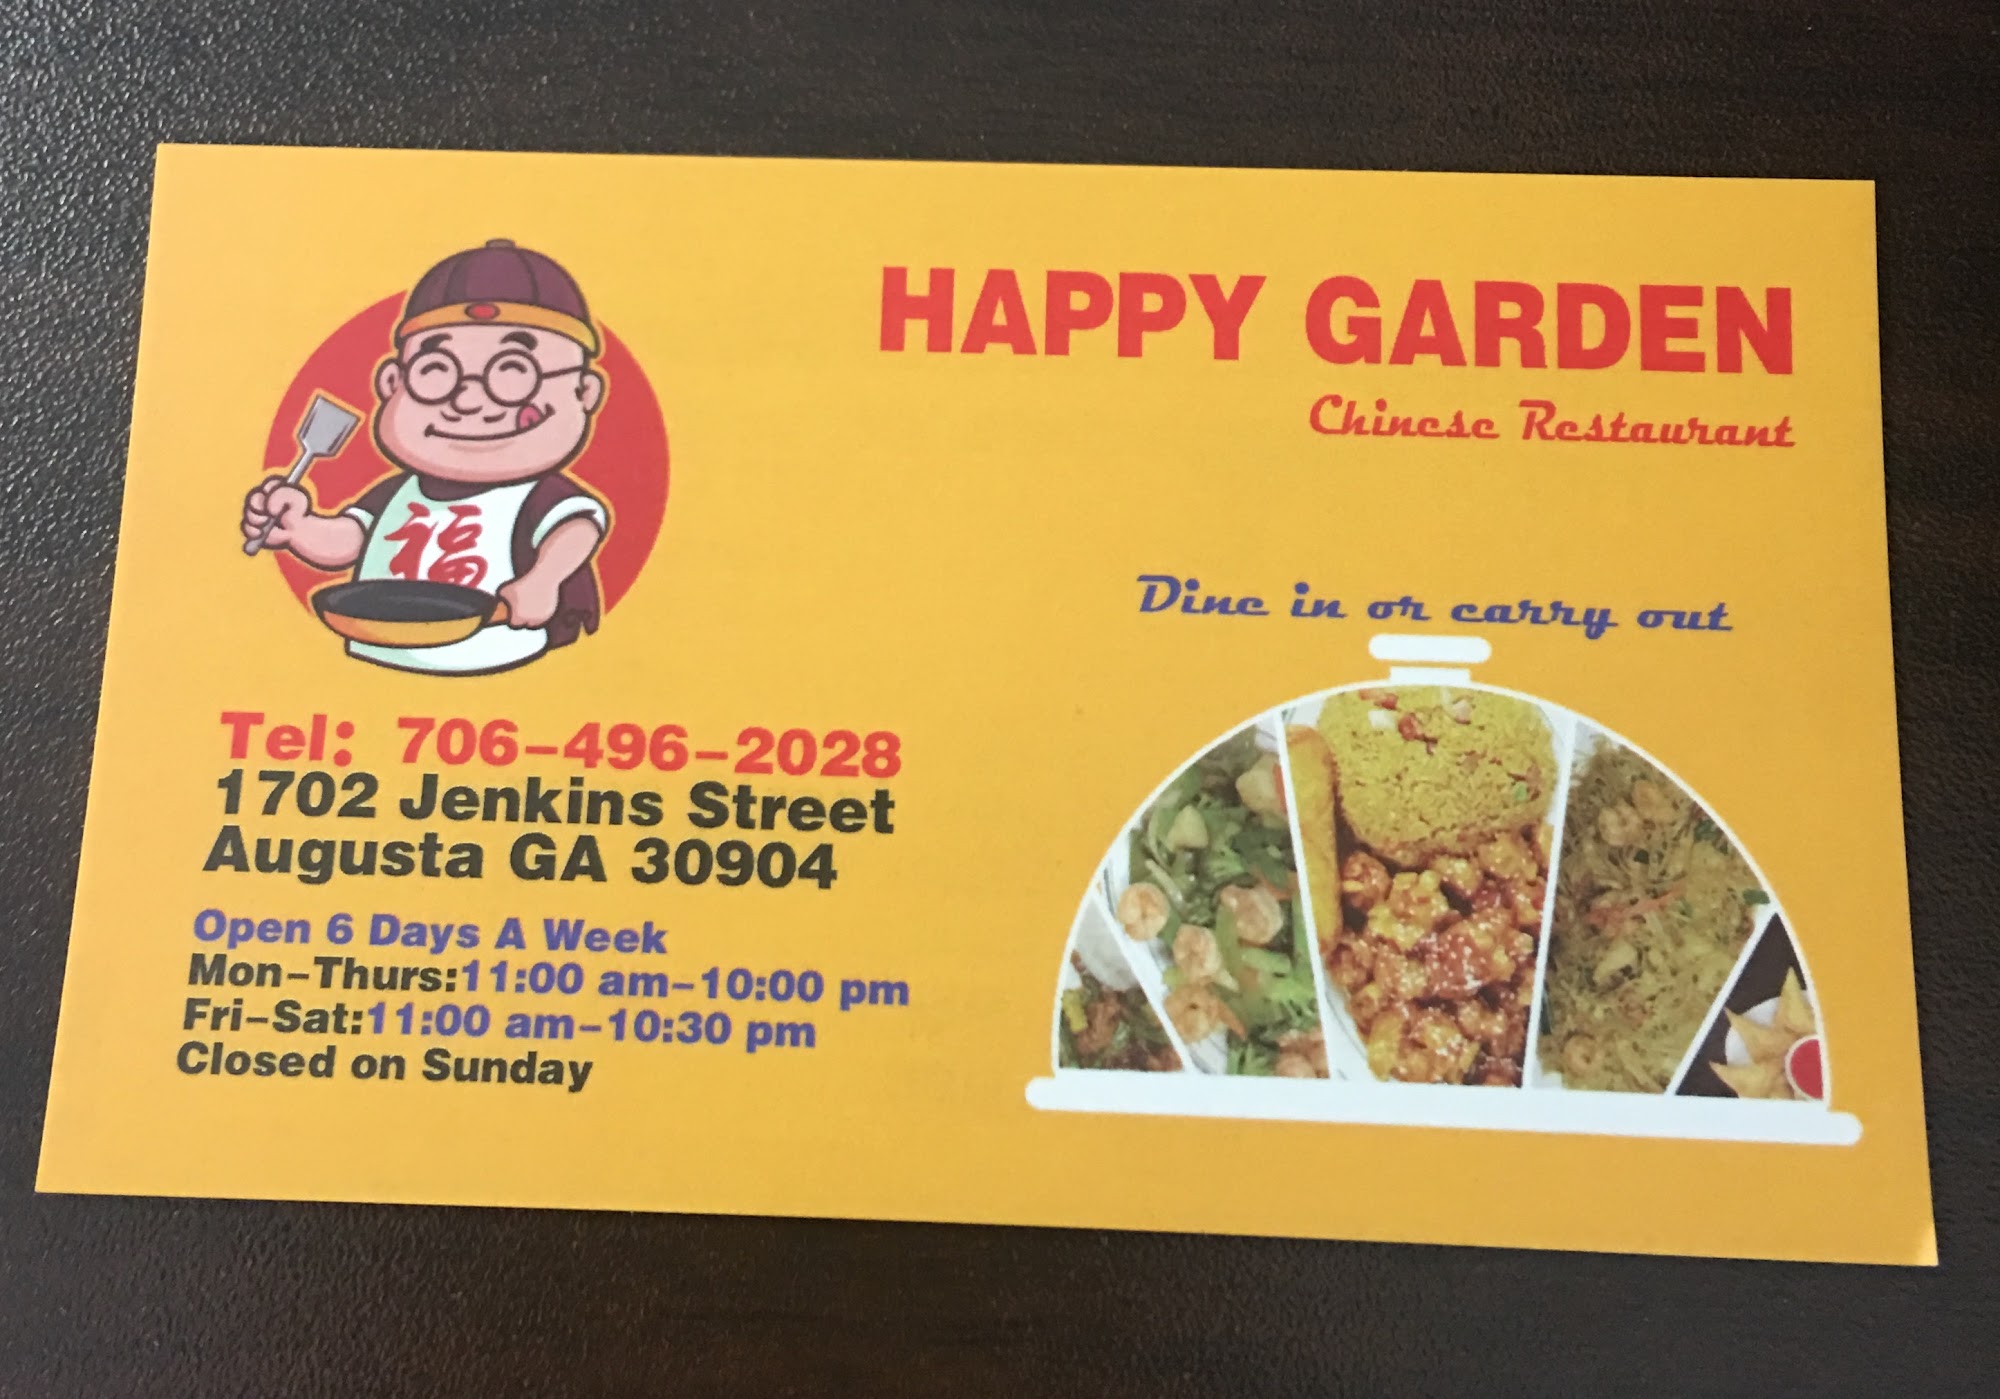 HAPPY GARDEN
Chinese Restaurant
福
Dine in or carry out
Tel: 706-496-2028
1702 Jenkins Street
Augusta GA 30904
Open 6 Days A Week
Mon-Thurs:11:00 am-10:00 pm
Fri-Sat:11:00 am-10:30 pm
Closed on Sunday